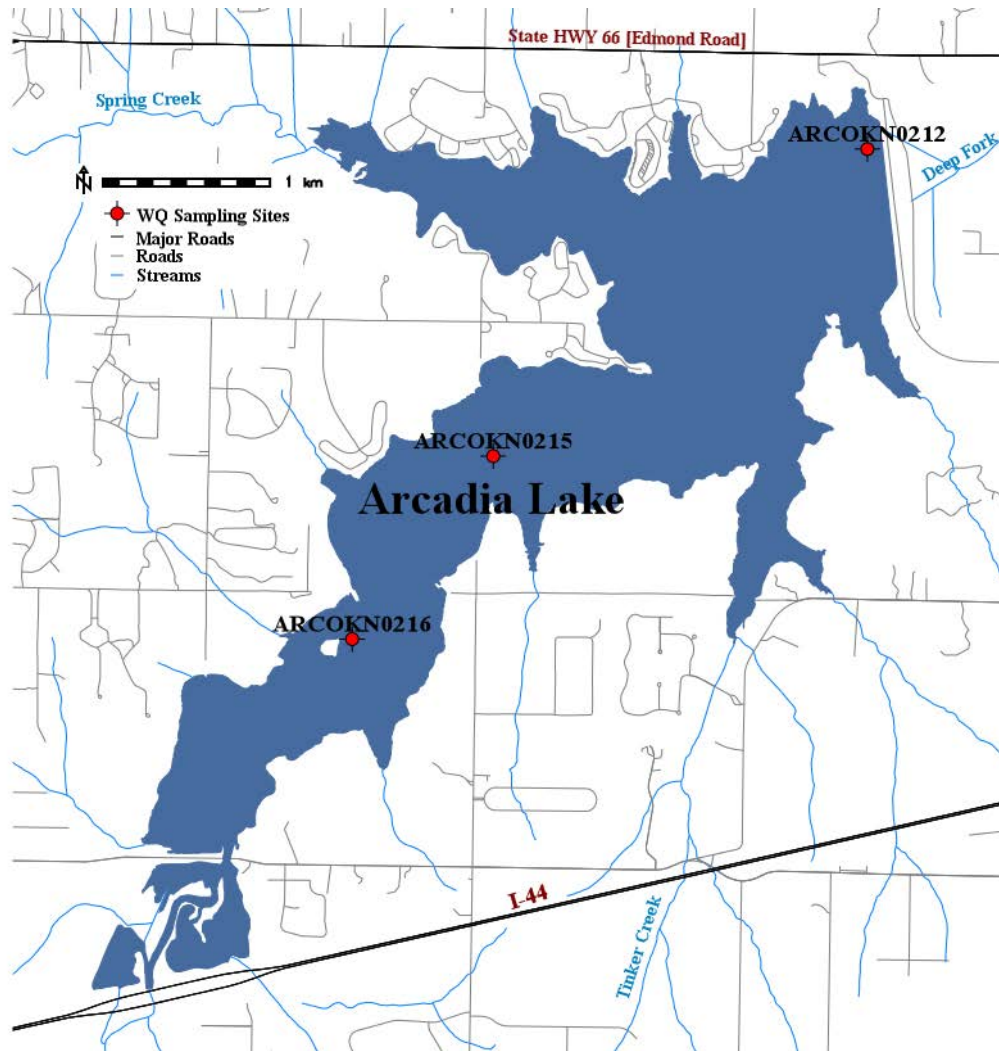 State HWY 66 [Edmond Road]
Spring Creek
ARCOKN0212
Deep Fork
N
1 km
WQ Sampling Sites
Major Roads
Roads
Streams
ARCOKN0215
Arcadia Lake
ARCOKN0216
I-44
Tinker Creek